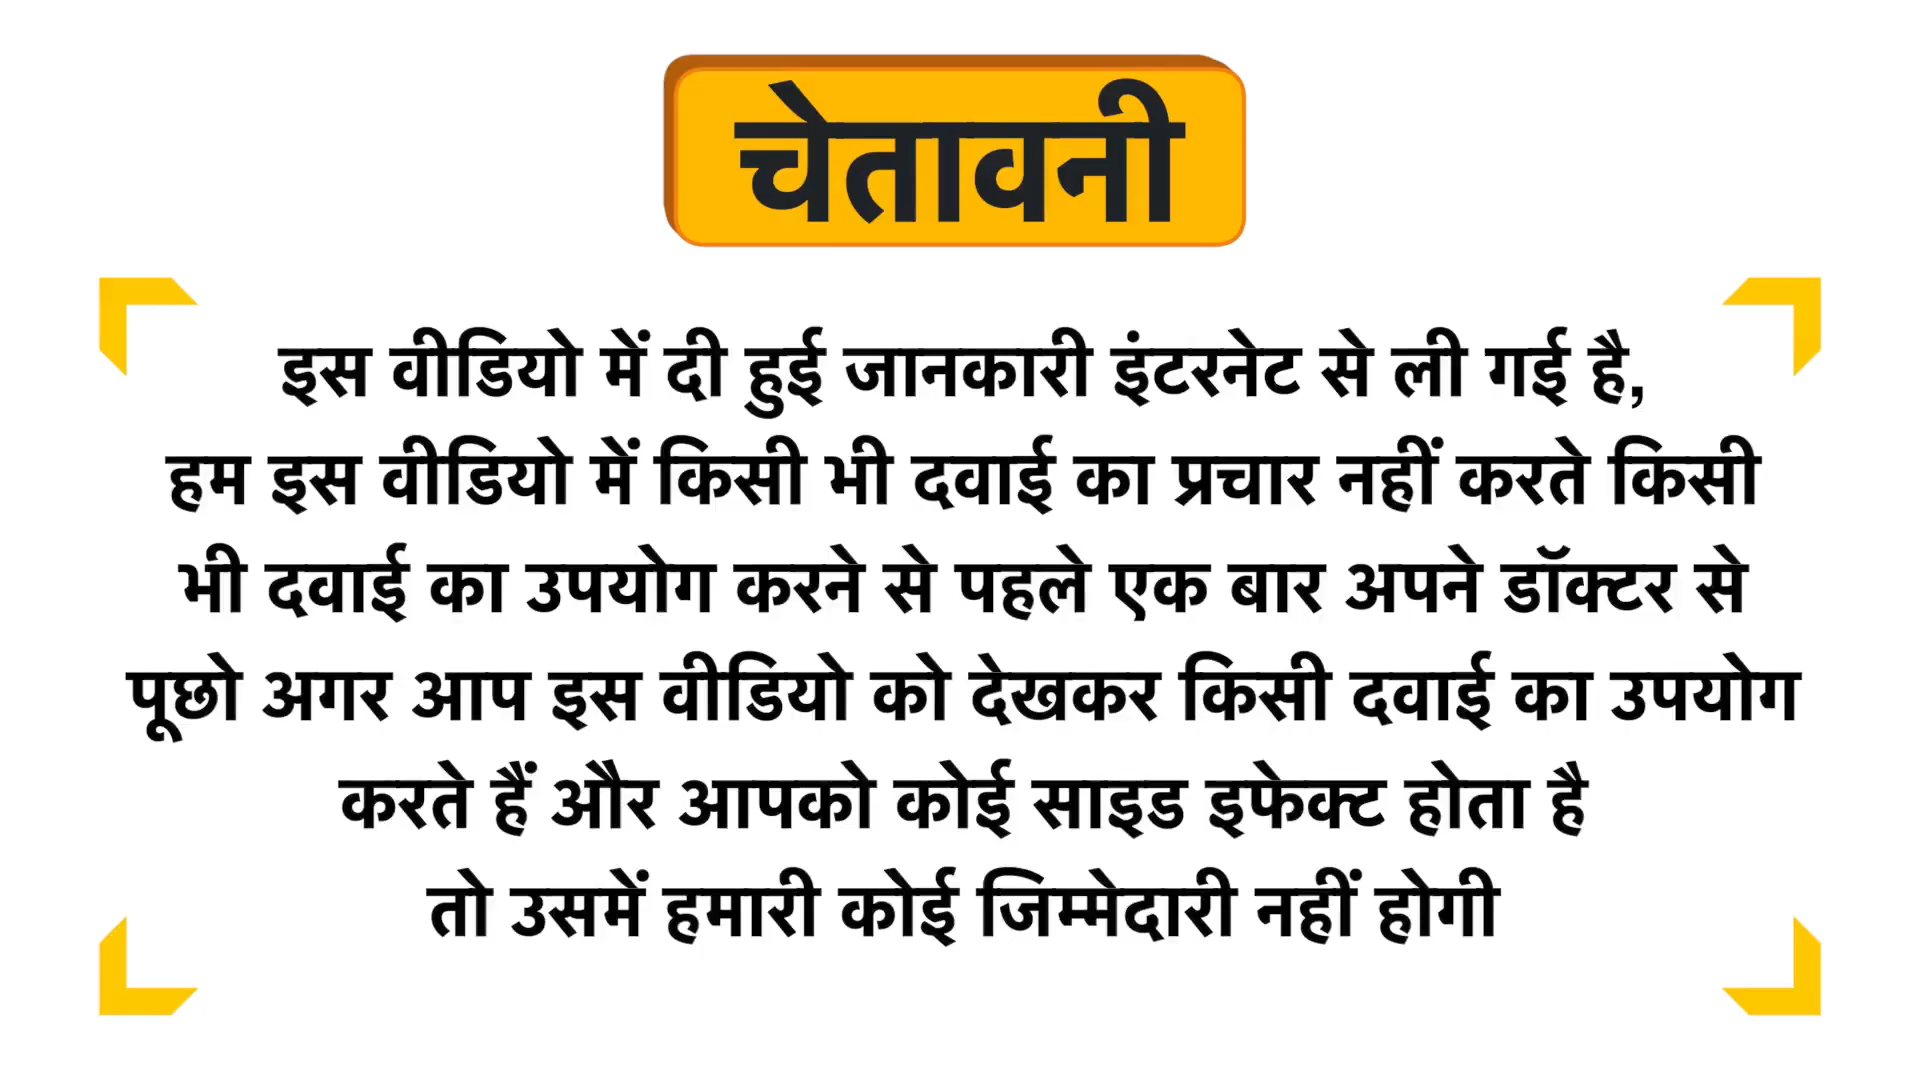 चेतावनी
इस वीडियो में दी हुई जानकारी इंटरनेट से ली गई है,
हम इस वीडियो में किसी भी दवाई का प्रचार नहीं करते किसी
भी दवाई का उपयोग करने से पहले एक बार अपने डॉक्टर से
पूछो अगर आप इस वीडियो को देखकर किसी दवाई का उपयोग
करते हैं और आपको कोई साइड इफेक्ट होता है
तो उसमें हमारी कोई जिम्मेदारी नहीं होगी